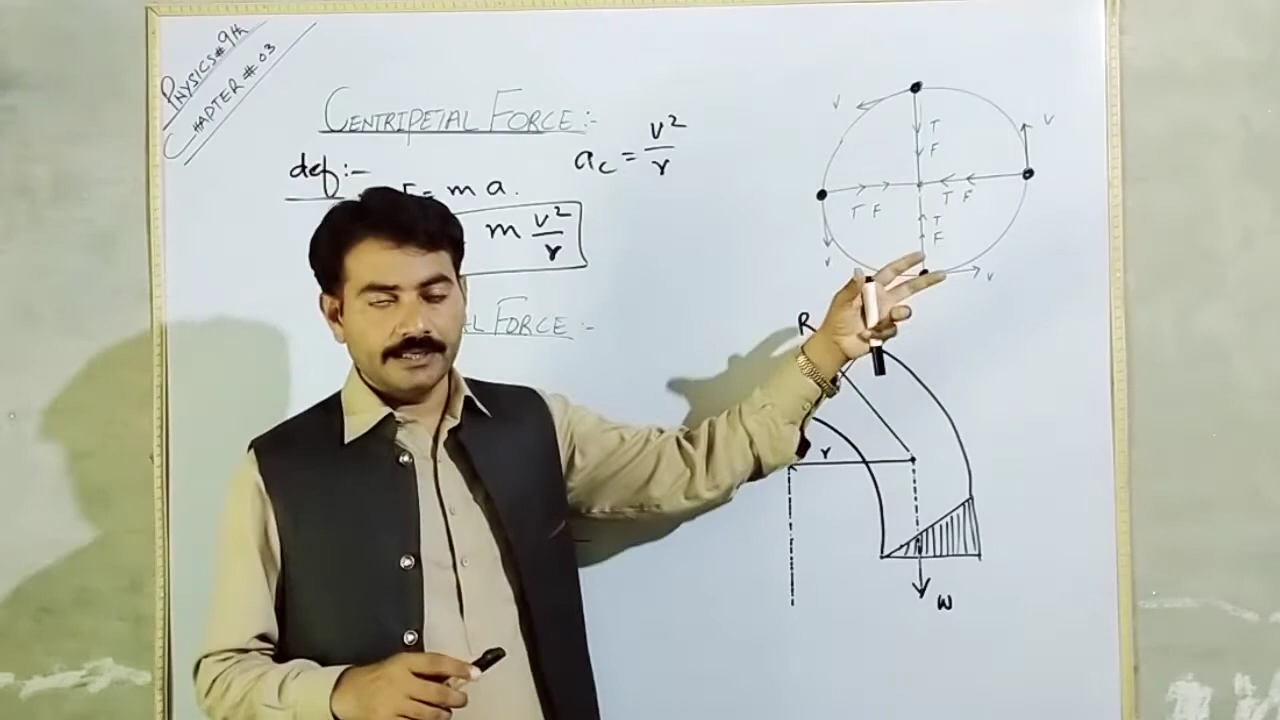 PHYSICS # 9th
CHAPTER # 03
CENTRIPETAL FORCE :-
def :-
a_c = v²/r
= m a.
m v²/r
FORCE :-
v
T
F
v
T F
T F
T
F
v
v
R
r
W